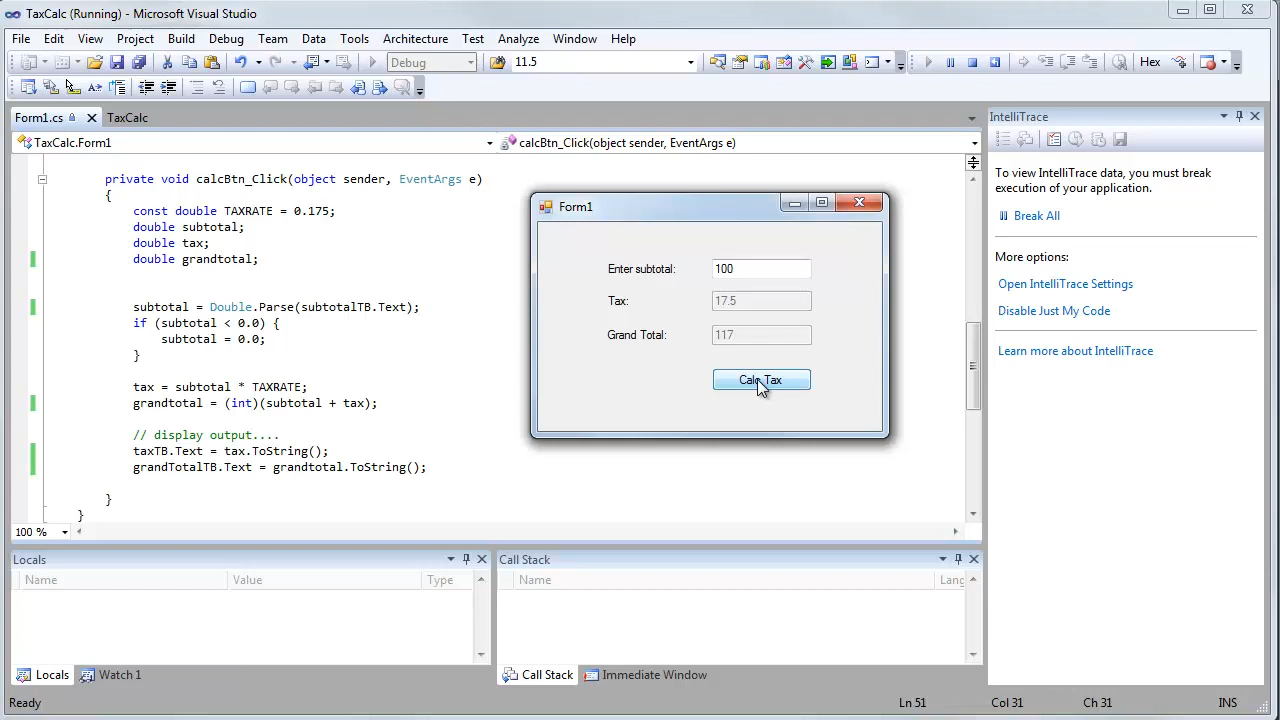 TaxCalc (Running) - Microsoft Visual Studio
File Edit View Project Build Debug Team Data Tools Architecture Test Analyze Window Help
Debug 11.5 Hex
Form1.cs TaxCalc
TaxCalc.Form1 calcBtn_Click(object sender, EventArgs e)
private void calcBtn_Click(object sender, EventArgs e)
{
const double TAXRATE = 0.175;
double subtotal;
double tax;
double grandtotal;
subtotal = Double.Parse(subtotalTB.Text);
if (subtotal < 0.0) {
subtotal = 0.0;
}
tax = subtotal * TAXRATE;
grandtotal = (int)(subtotal + tax);
// display output....
taxTB.Text = tax.ToString();
grandTotalTB.Text = grandtotal.ToString();
}
}
100 %
Form1
Enter subtotal: 100
Tax: 17.5
Grand Total: 117
Calc Tax
IntelliTrace
To view IntelliTrace data, you must break
execution of your application.
Break All
More options:
Open IntelliTrace Settings
Disable Just My Code
Learn more about IntelliTrace
Locals
Name Value Type
Locals Watch 1
Call Stack
Name Lang
Call Stack Immediate Window
Ready Ln 51 Col 31 Ch 31 INS